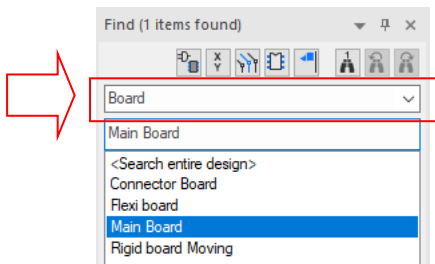 Find (1 items found)
X
Y
1
Board
Main Board
<Search entire design>
Connector Board
Flexi board
Main Board
Rigid board Moving